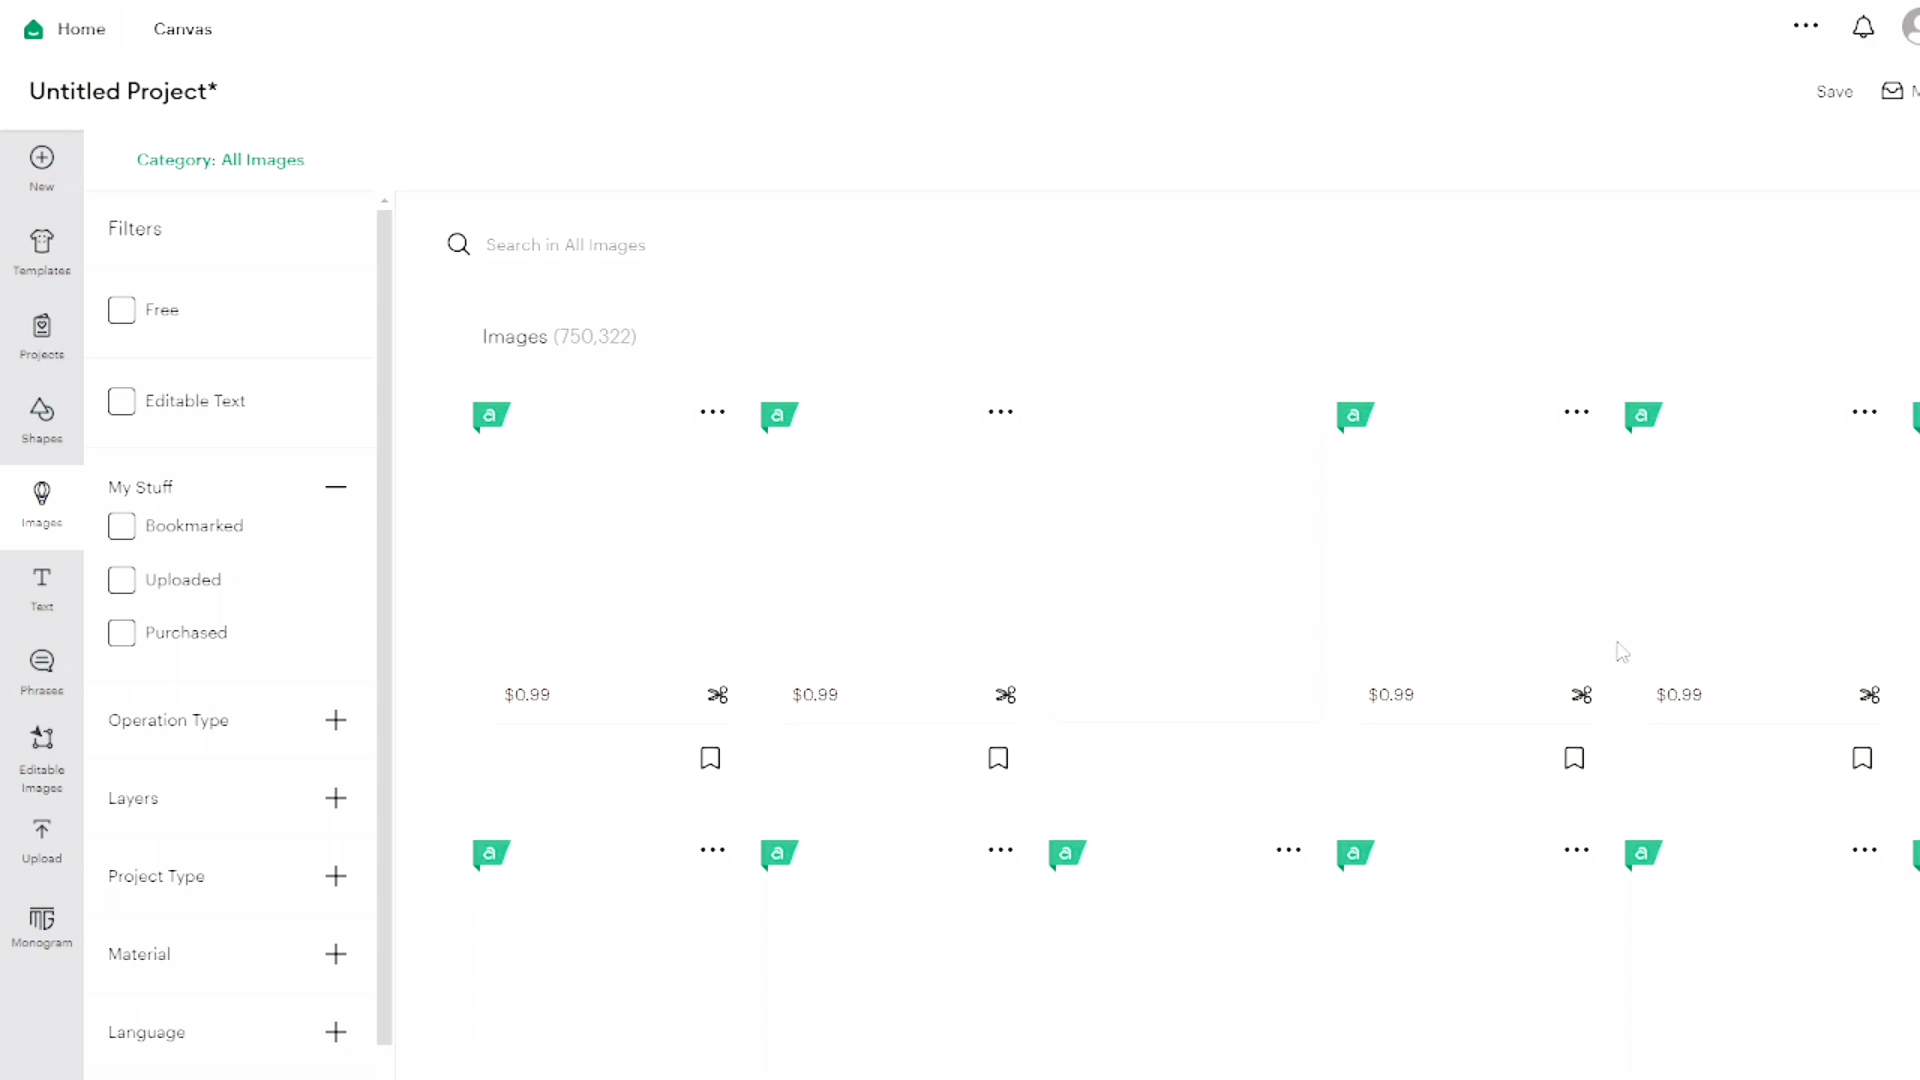 Home
Canvas
Untitled Project*
Save
New
Templates
Projects
Shapes
Images
Text
Phrases
Editable
Images
Upload
Monogram
Category: All Images
Filters
Free
Editable Text
My Stuff
Bookmarked
Uploaded
Purchased
Operation Type
Layers
Project Type
Material
Language
Search in All Images
Images (750,322)
a
a
a
a
$0.99
$0.99
$0.99
$0.99
a
a
a
a
a